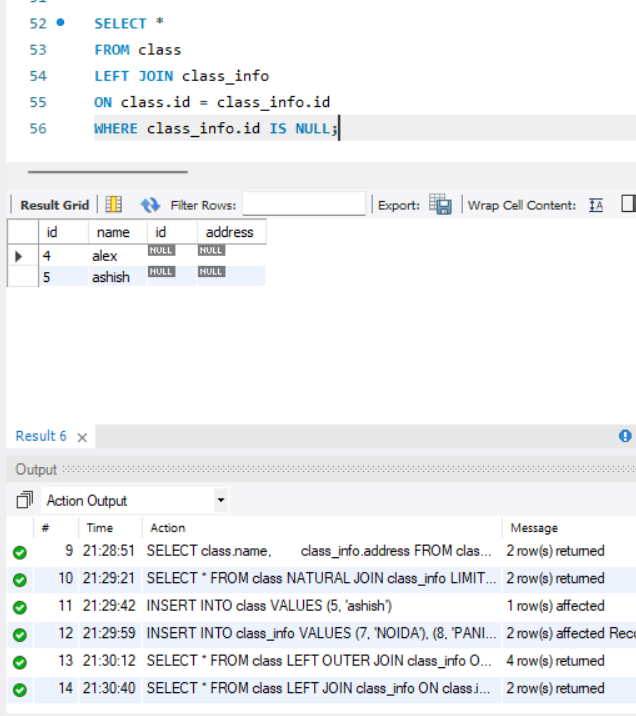 52 SELECT *
53 FROM class
54 LEFT JOIN class_info
55 ON class.id = class_info.id
56 WHERE class_info.id IS NULL;
Result Grid Filter Rows: Export: Wrap Cell Content: IA
id name id address
4 alex NULL NULL
5 ashish NULL NULL
Result 6
Output
Action Output
# Time Action Message
9 21:28:51 SELECT class.name, class_info.address FROM clas... 2 row(s) returned
10 21:29:21 SELECT * FROM class NATURAL JOIN class_info LIMIT... 2 row(s) returned
11 21:29:42 INSERT INTO class VALUES (5, 'ashish') 1 row(s) affected
12 21:29:59 INSERT INTO class_info VALUES (7, 'NOIDA'), (8, 'PANI... 2 row(s) affected Reco
13 21:30:12 SELECT * FROM class LEFT OUTER JOIN class_info O... 4 row(s) returned
14 21:30:40 SELECT * FROM class LEFT JOIN class_info ON class.i... 2 row(s) returned